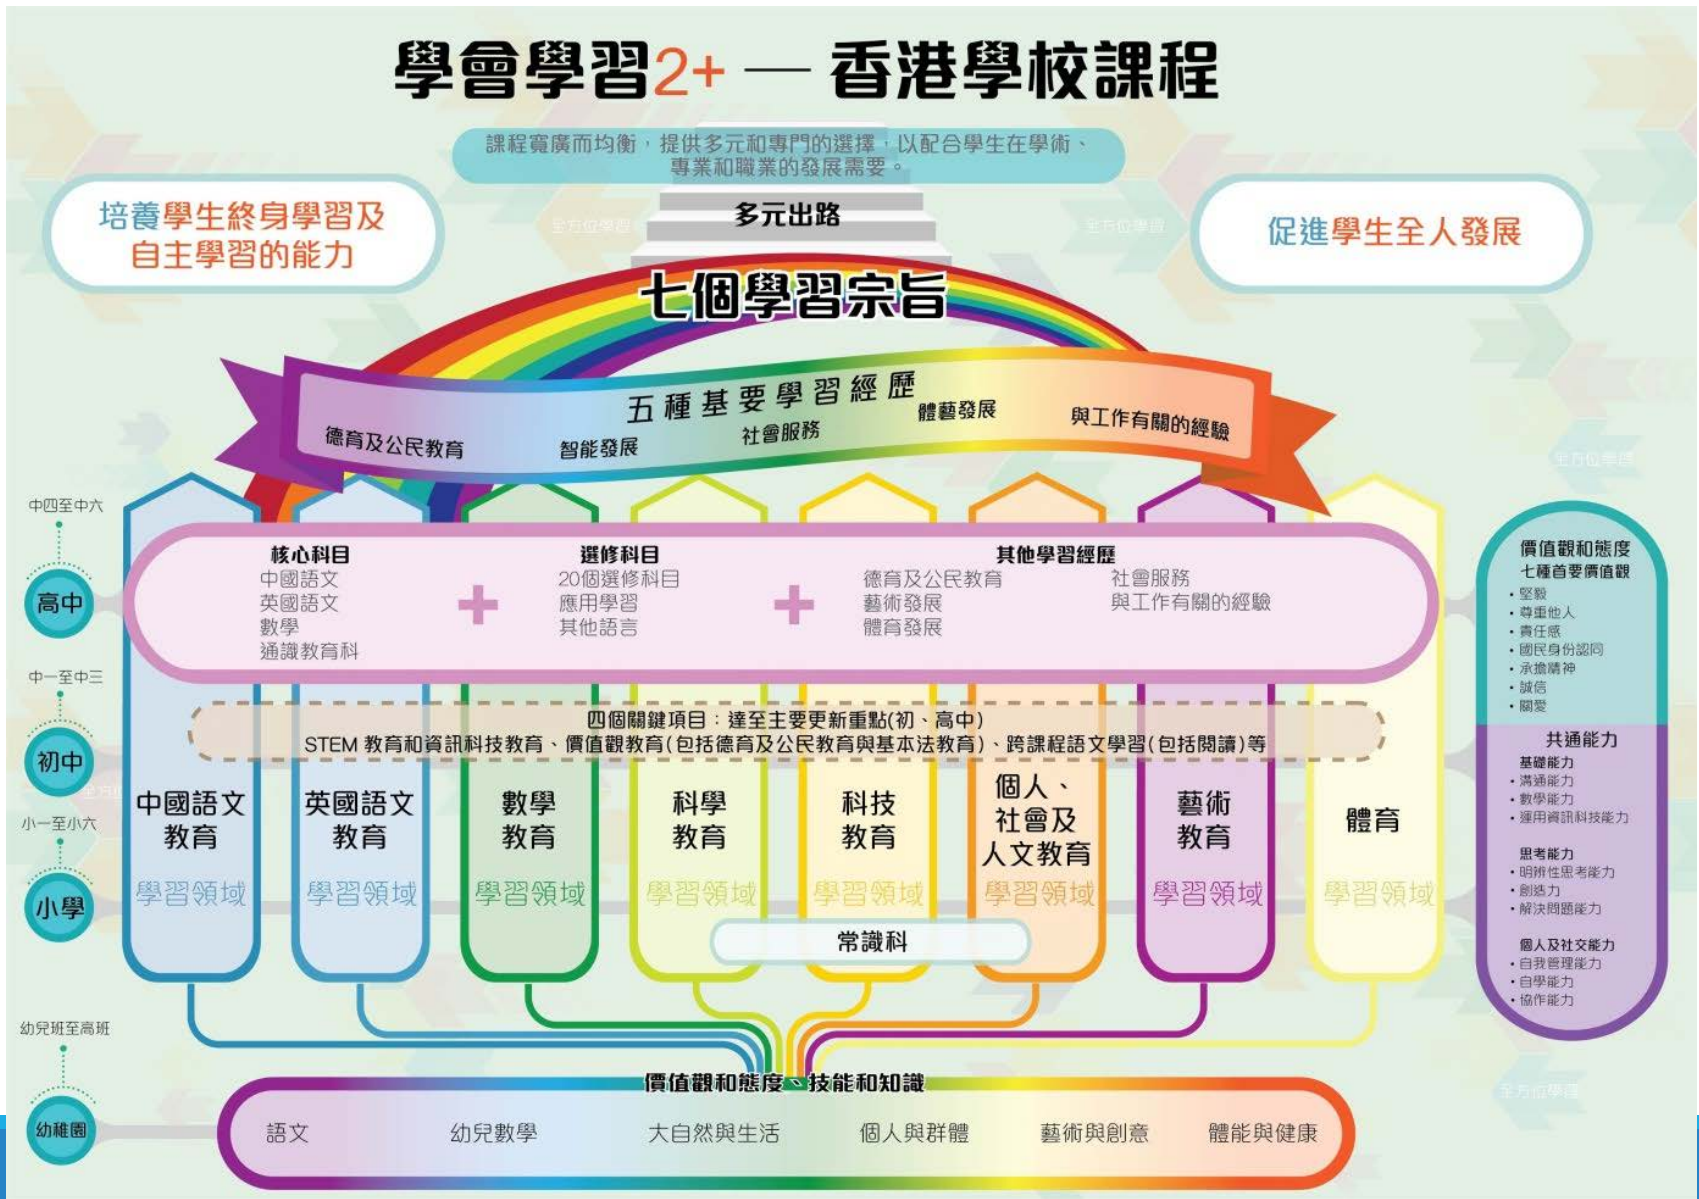 學會學習2+ — 香港學校課程
課程寬廣而均衡，提供多元和專門的選擇，以配合學生在學術、
專業和職業的發展需要。
培養學生終身學習及
自主學習的能力
促進學生全人發展
全方位學習
全方位學習
多元出路
七個學習宗旨
五種基要學習經歷
德育及公民教育
智能發展
社會服務
體藝發展
與工作有關的經驗
全方位學習
中四至中六
高中
核心科目
中國語文
英國語文
數學
通識教育科
+
選修科目
20個選修科目
應用學習
其他語言
+
其他學習經歷
德育及公民教育
藝術發展
體育發展
社會服務
與工作有關的經驗
中一至中三
初中
四個關鍵項目：達至主要更新重點(初、高中)
STEM 教育和資訊科技教育、價值觀教育(包括德育及公民教育與基本法教育)、跨課程語文學習(包括閱讀)等
全方位
小一至小六
小學
中國語文
教育
學習領域
英國語文
教育
學習領域
數學
教育
學習領域
科學
教育
學習領域
科技
教育
學習領域
個人、
社會及
人文教育
學習領域
藝術
教育
學習領域
體育
學習領域
常識科
價值觀和態度
七種首要價值觀
• 堅毅
• 尊重他人
• 責任感
• 國民身份認同
• 承擔精神
• 誠信
• 關愛
共通能力
基礎能力
• 溝通能力
• 數學能力
• 運用資訊科技能力
思考能力
• 明辨性思考能力
• 創造力
• 解決問題能力
個人及社交能力
• 自我管理能力
• 自學能力
• 協作能力
全方位學習
幼兒班至高班
幼稚園
價值觀和態度、技能和知識
語文
幼兒數學
大自然與生活
個人與群體
藝術與創意
體能與健康